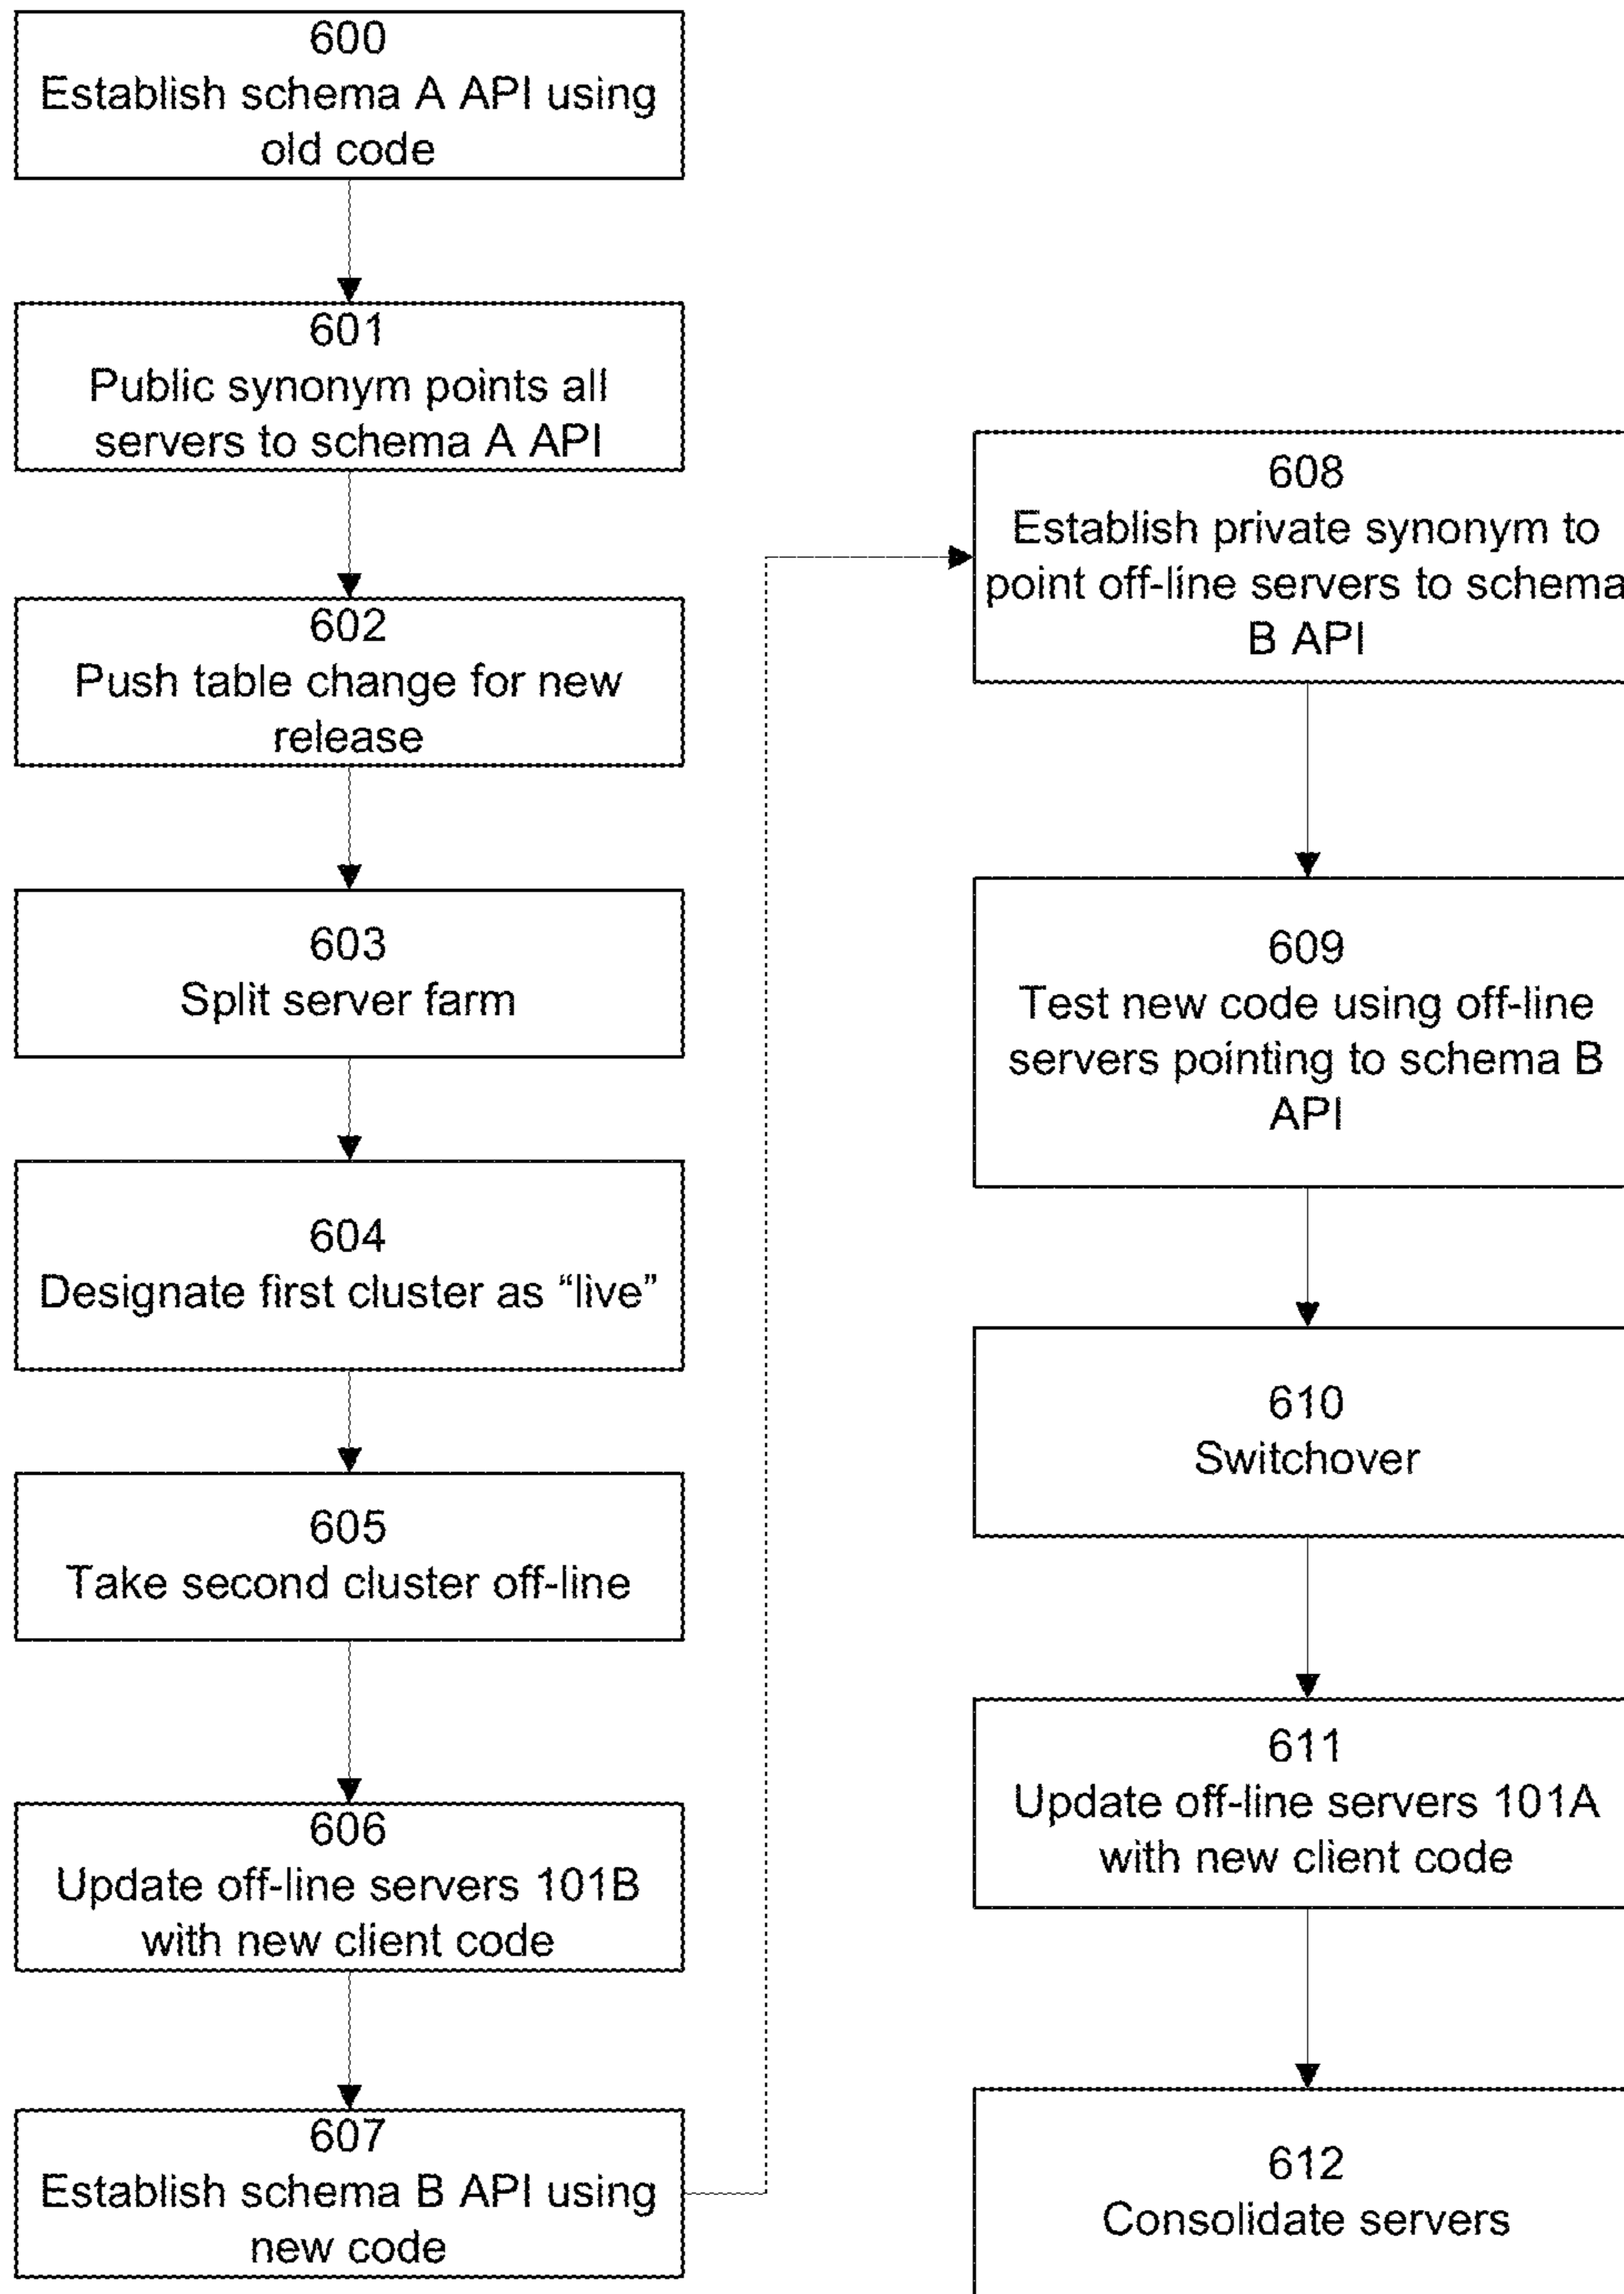 600
Establish schema A API using
old code
601
Public synonym points all
servers to schema A API
602
Push table change for new
release
603
Split server farm
604
Designate first cluster as “live”
605
Take second cluster off-line
606
Update off-line servers 101B
with new client code
607
Establish schema B API using
new code
608
Establish private synonym to
point off-line servers to schema
B API
609
Test new code using off-line
servers pointing to schema B
API
610
Switchover
611
Update off-line servers 101A
with new client code
612
Consolidate servers